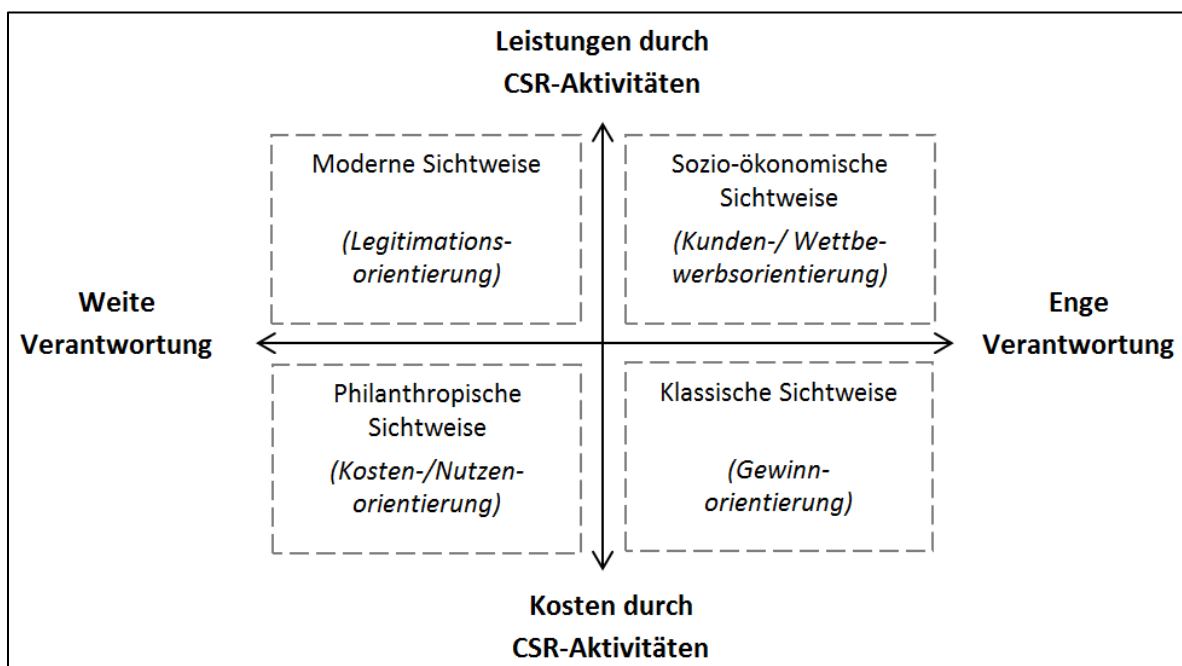 Leistungen durch
CSR-Aktivitäten
Moderne Sichtweise
(Legitimations-
orientierung)
Sozio-ökonomische
Sichtweise
(Kunden-/ Wettbe-
werbsorientierung)
Weite
Verantwortung
Enge
Verantwortung
Philanthropische
Sichtweise
(Kosten-/Nutzen-
orientierung)
Klassische Sichtweise
(Gewinn-
orientierung)
Kosten durch
CSR-Aktivitäten